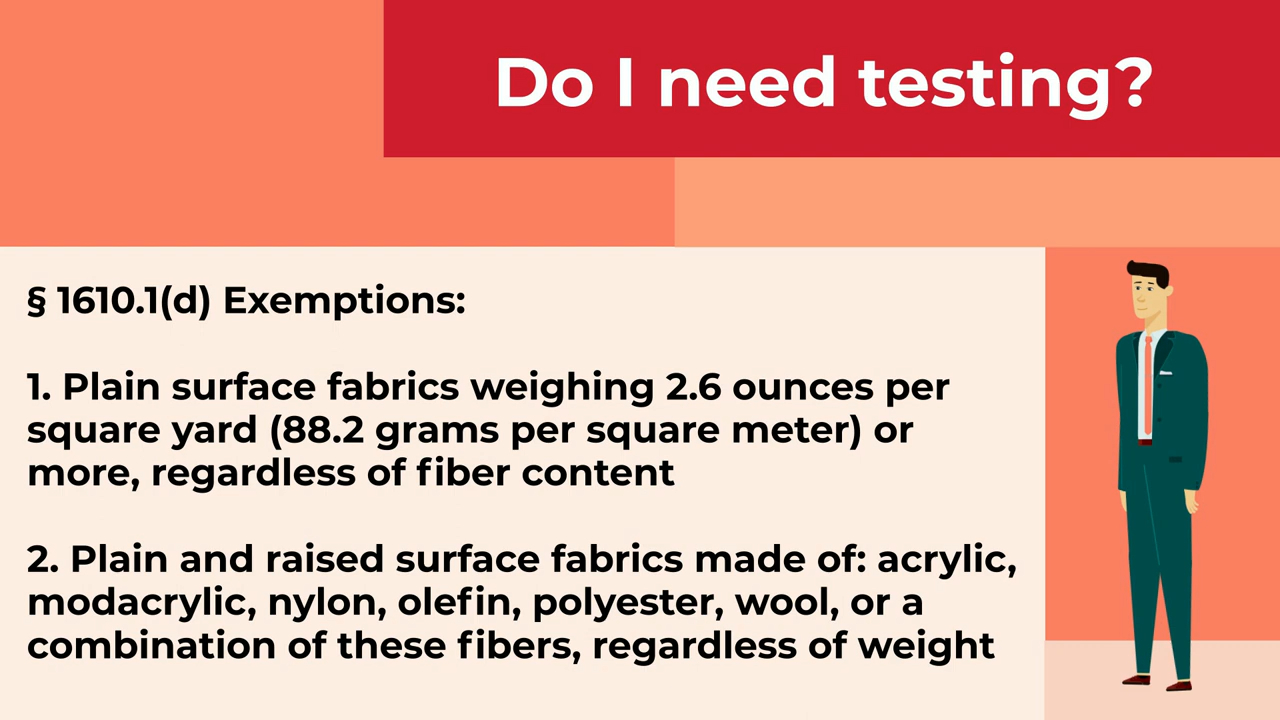 Do I need testing?
§ 1610.1(d) Exemptions:
1. Plain surface fabrics weighing 2.6 ounces per
square yard (88.2 grams per square meter) or
more, regardless of fiber content
2. Plain and raised surface fabrics made of: acrylic,
modacrylic, nylon, olefin, polyester, wool, or a
combination of these fibers, regardless of weight